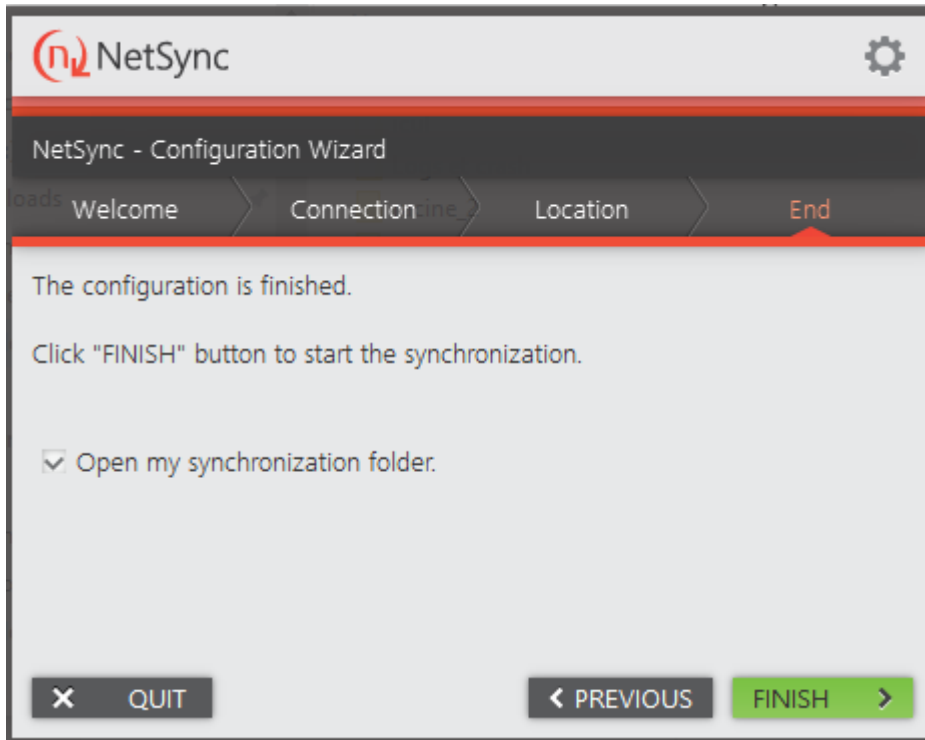 NetSync
NetSync - Configuration Wizard
Welcome Connection Location End
The configuration is finished.
Click "FINISH" button to start the synchronization.
Open my synchronization folder.
QUIT PREVIOUS FINISH